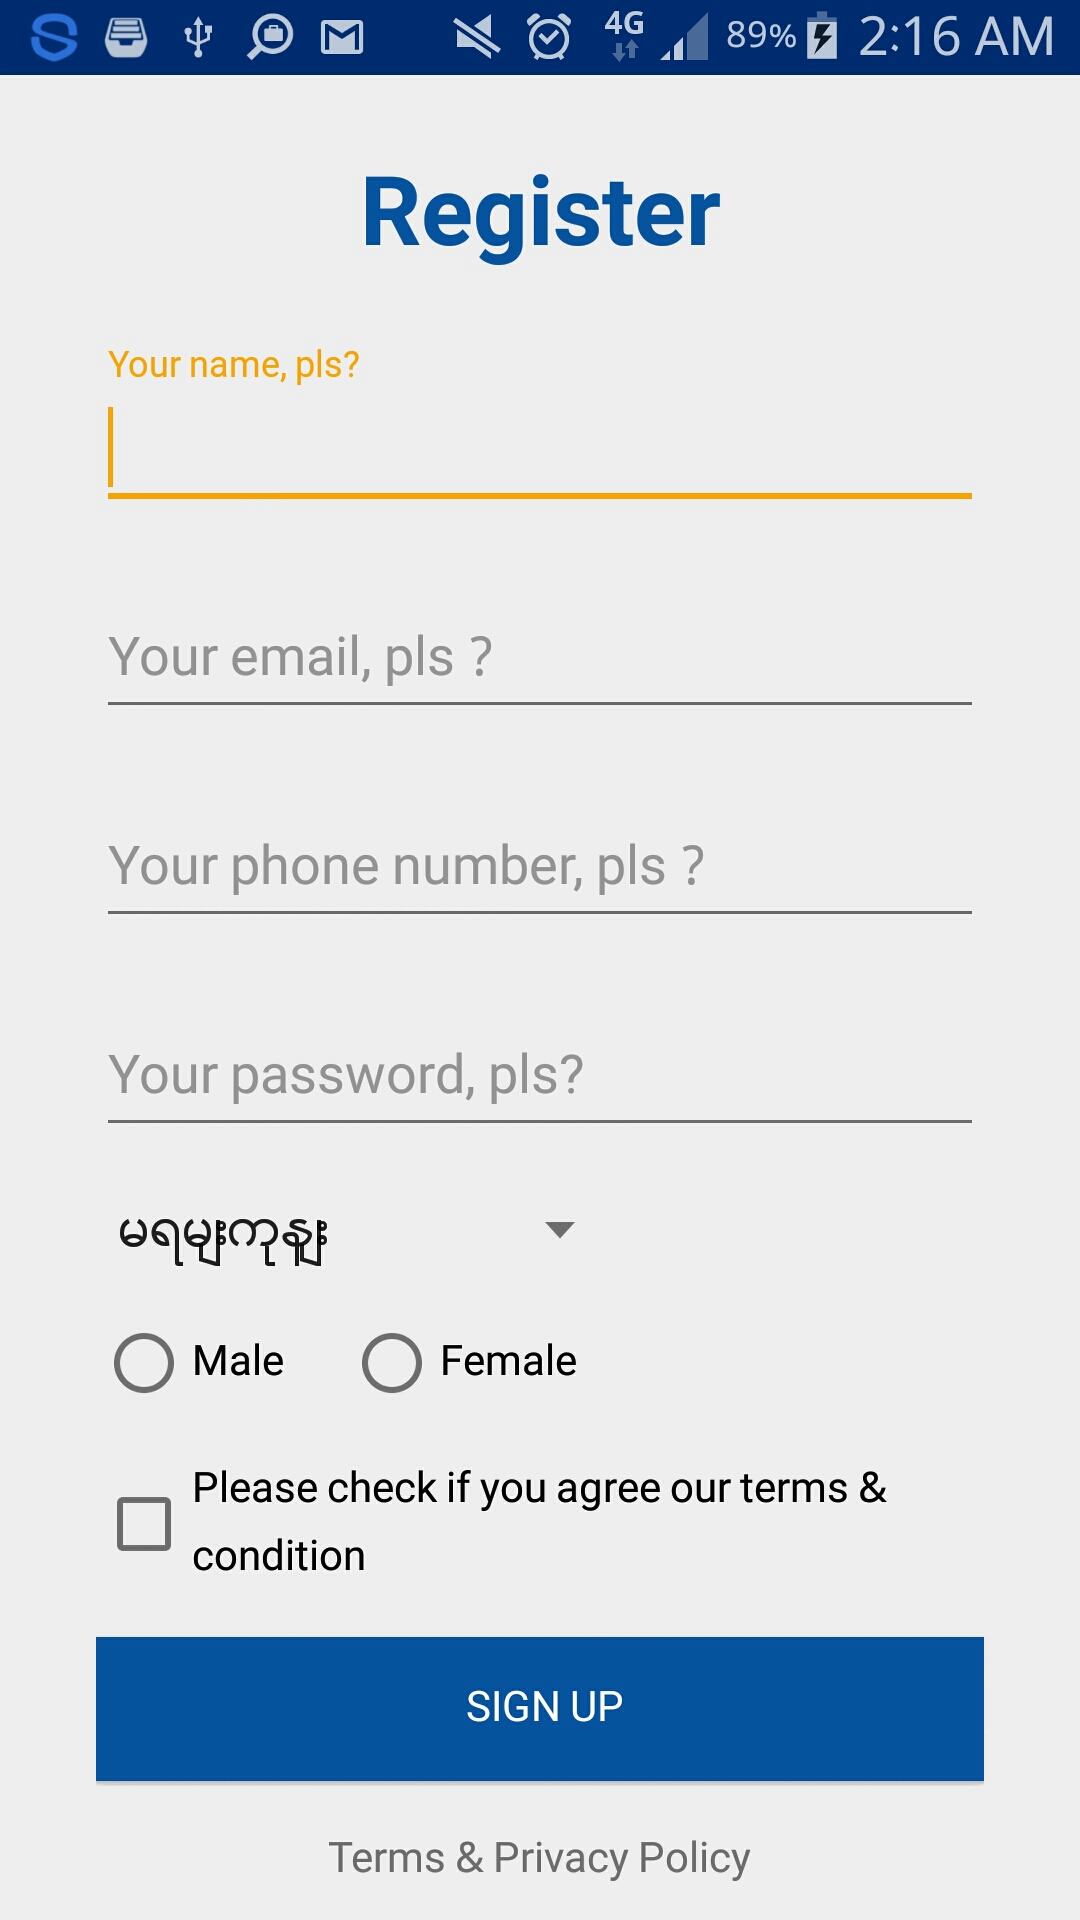 4G 89% 2:16 AM
Register
Your name, pls?
Your email, pls ?
Your phone number, pls ?
Your password, pls?
မရမျးကုနျး
Male Female
Please check if you agree our terms &
condition
SIGN UP
Terms & Privacy Policy